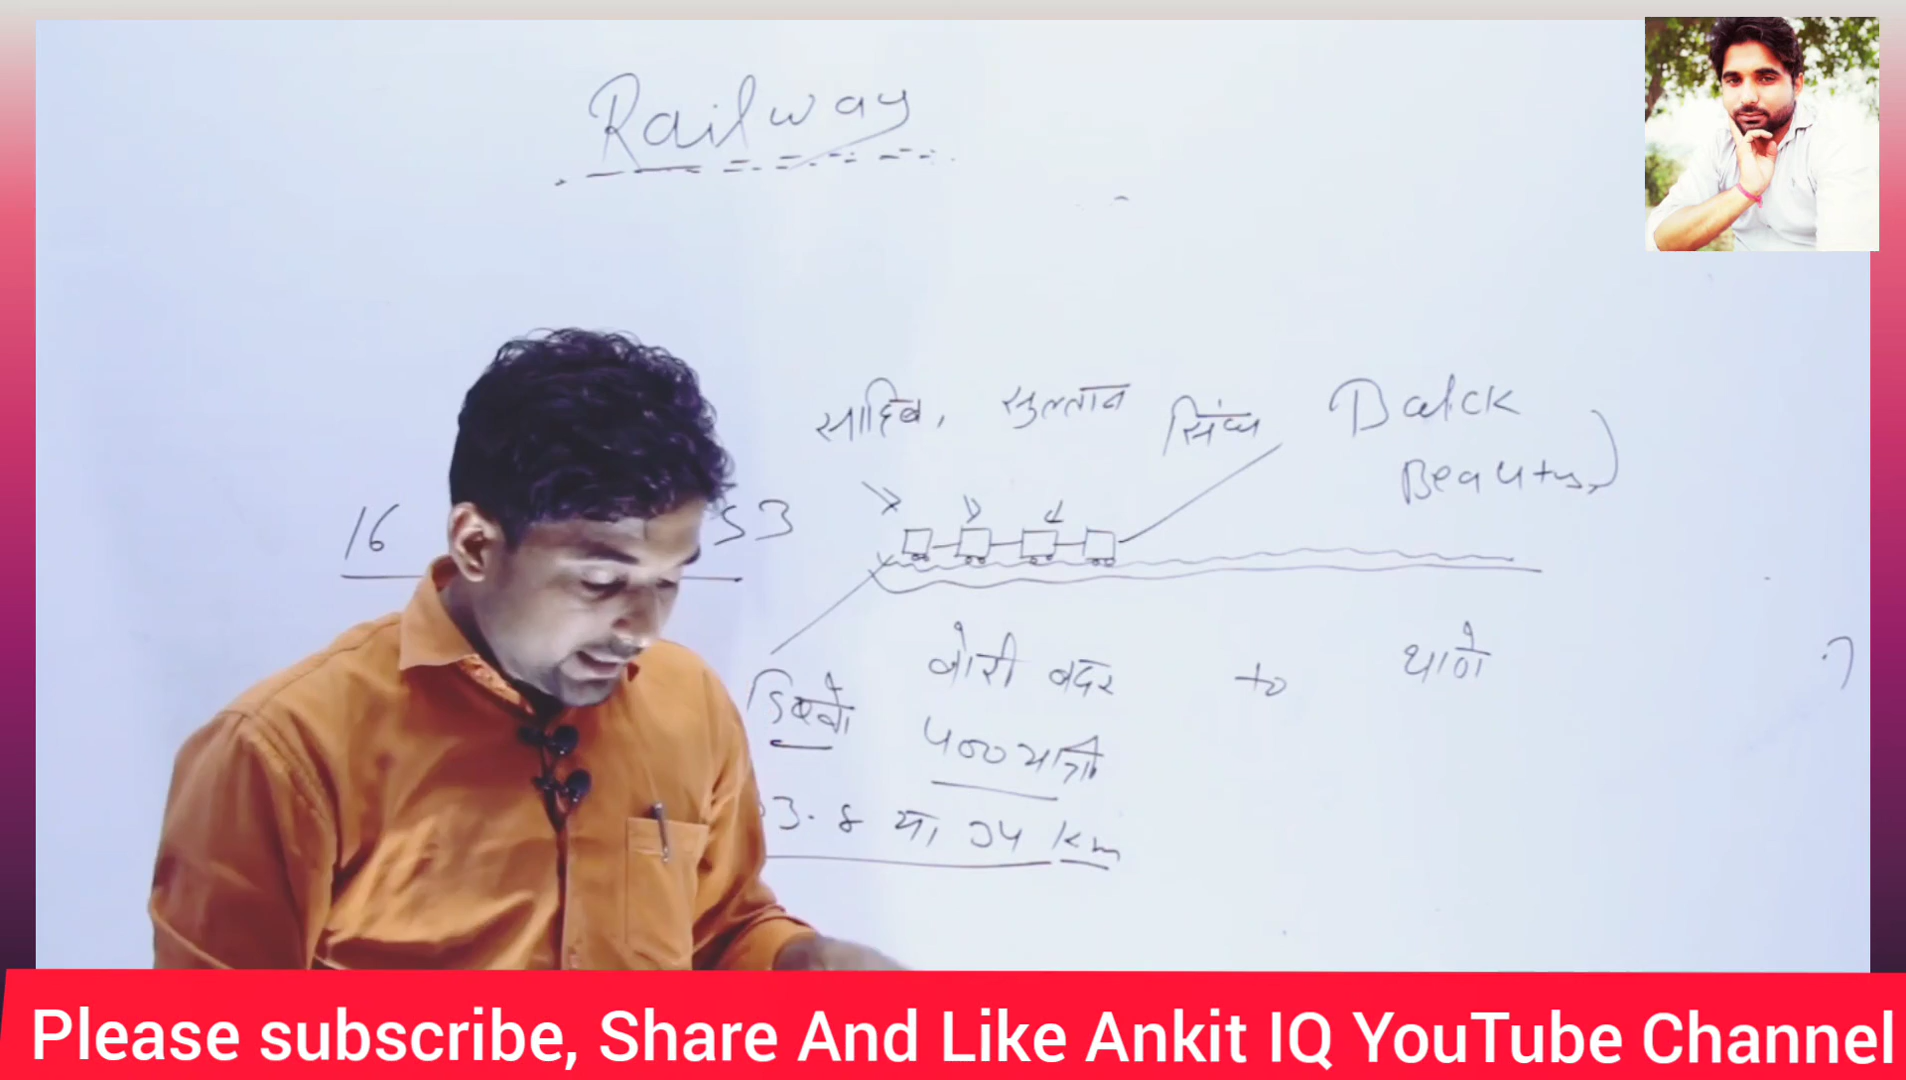 Railway
साहिब, सुल्तान सिंध Balck
Beauty
16 53
बोरी बंदर to थाणे
डिब्बे 400 यात्री
3.8 या 34 km
Please subscribe, Share And Like Ankit IQ YouTube Channel